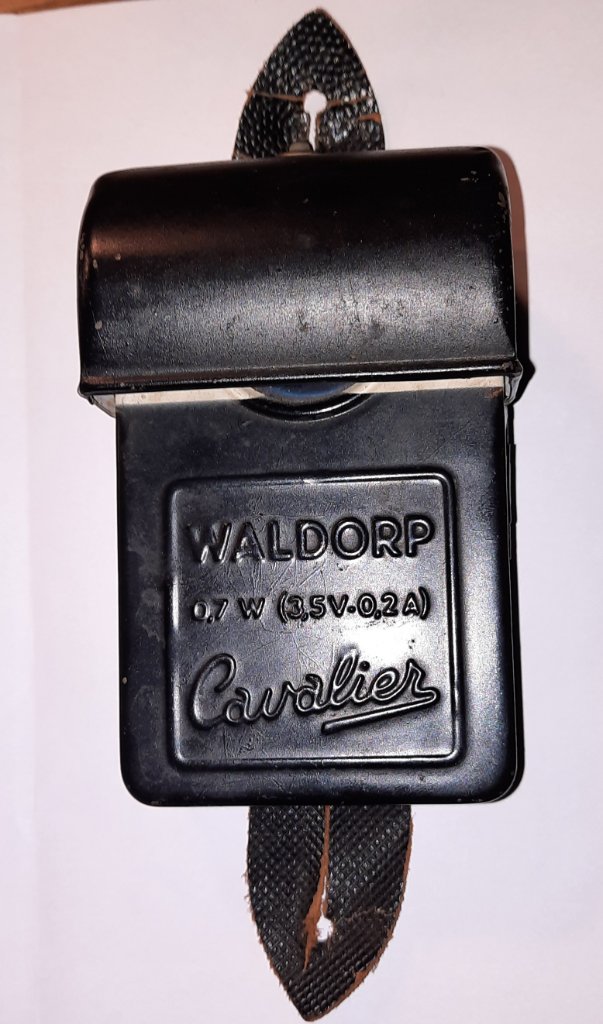 WALDORP
0,7 W (3,5V-0,2A)
Cavalier